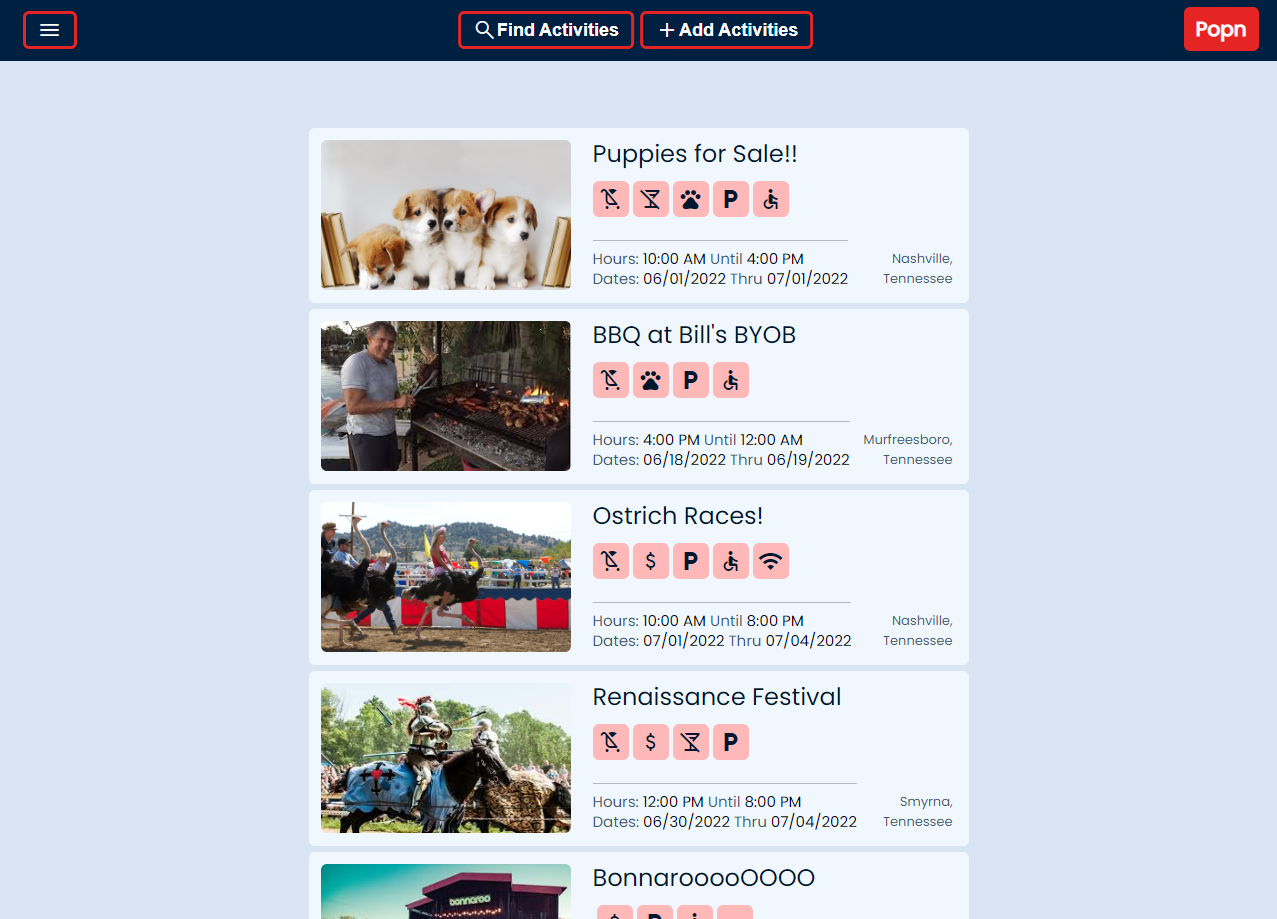 Find Activities
Add Activities
Popn
Puppies for Sale!!
P
Hours: 10:00 AM Until 4:00 PM
Dates: 06/01/2022 Thru 07/01/2022
Nashville,
Tennessee
BBQ at Bill's BYOB
P
Hours: 4:00 PM Until 12:00 AM
Dates: 06/18/2022 Thru 06/19/2022
Murfreesboro,
Tennessee
Ostrich Races!
$ P
Hours: 10:00 AM Until 8:00 PM
Dates: 07/01/2022 Thru 07/04/2022
Nashville,
Tennessee
Renaissance Festival
$ P
Hours: 12:00 PM Until 8:00 PM
Dates: 06/30/2022 Thru 07/04/2022
Smyrna,
Tennessee
bonnaroo
BonnarooooOOOO
$ P